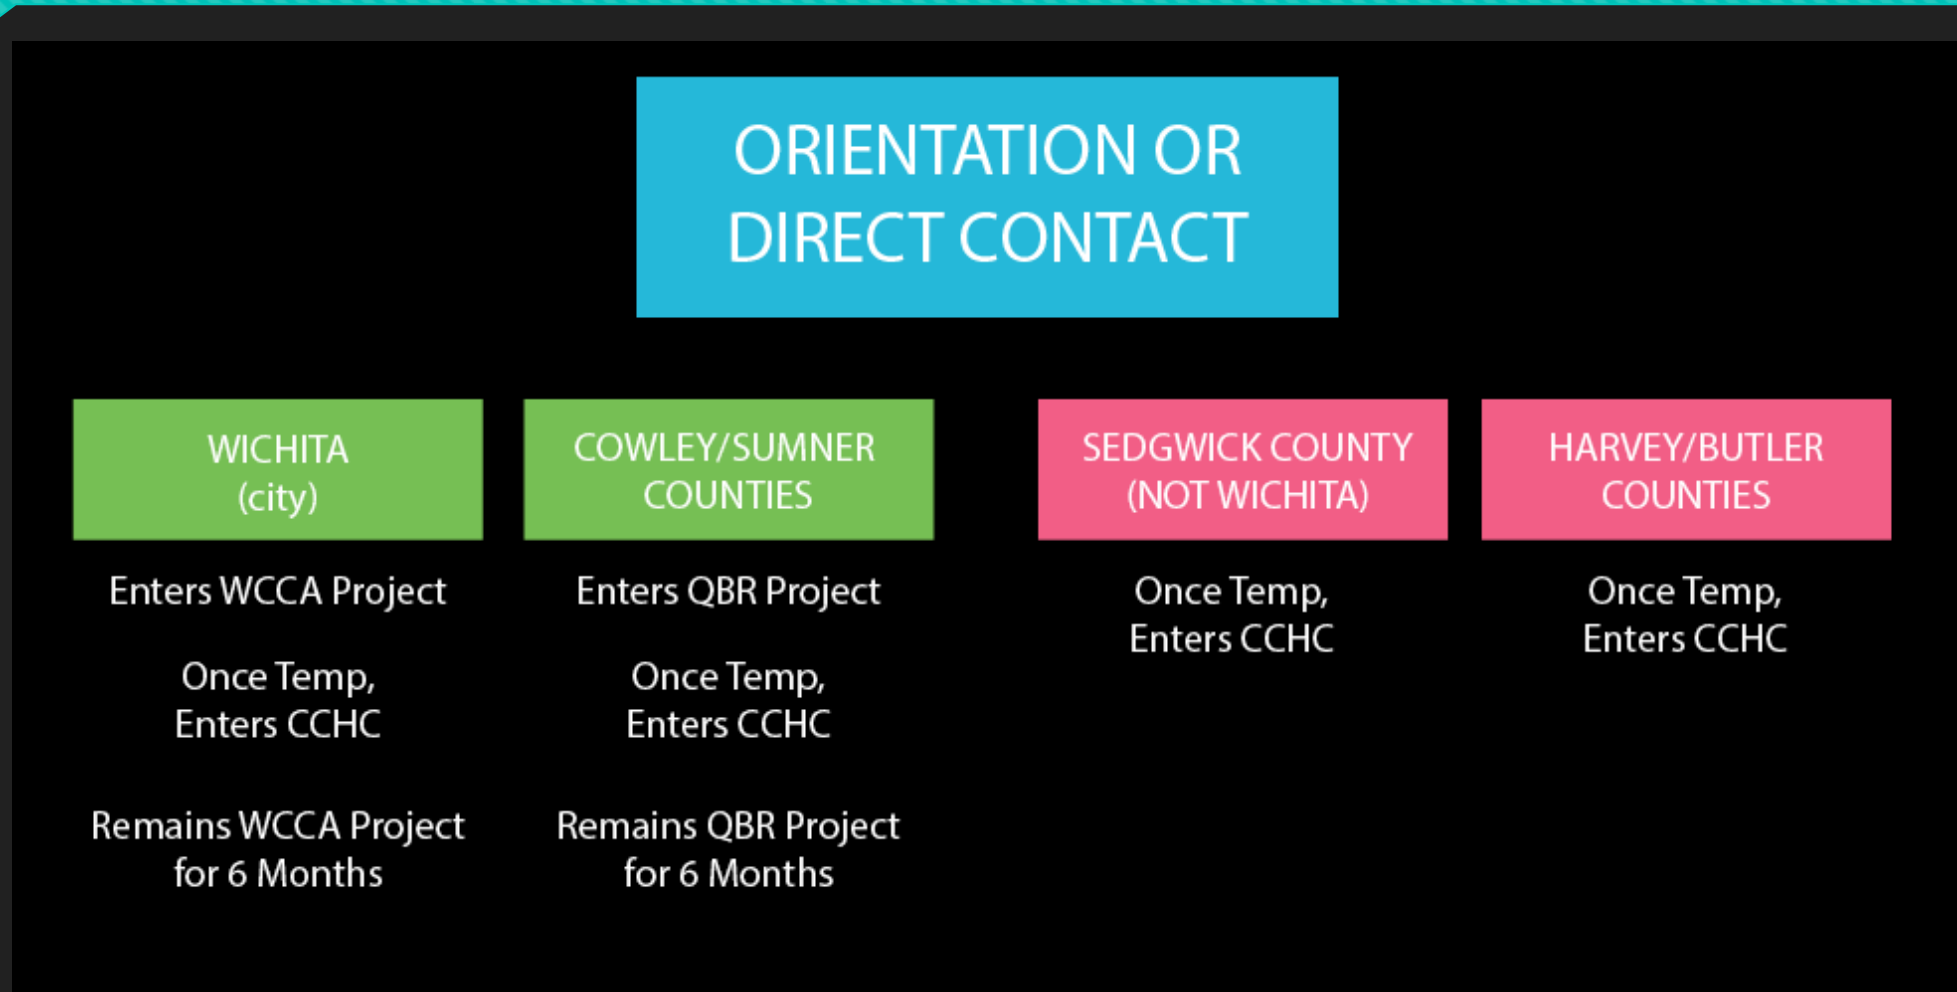 ORIENTATION OR
DIRECT CONTACT
WICHITA
(city)
Enters WCCA Project
Once Temp,
Enters CCHC
Remains WCCA Project
for 6 Months
COWLEY/SUMNER
COUNTIES
Enters QBR Project
Once Temp,
Enters CCHC
Remains QBR Project
for 6 Months
SEDGWICK COUNTY
(NOT WICHITA)
Once Temp,
Enters CCHC
HARVEY/BUTLER
COUNTIES
Once Temp,
Enters CCHC